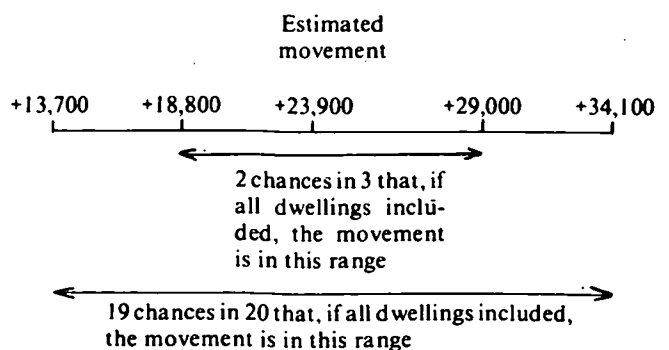 Estimated
movement
+13,700 +18,800 +23,900 +29,000 +34,100
2 chances in 3 that, if
all dwellings inclu-
ded, the movement
is in this range
19 chances in 20 that, if all dwellings included,
the movement is in this range